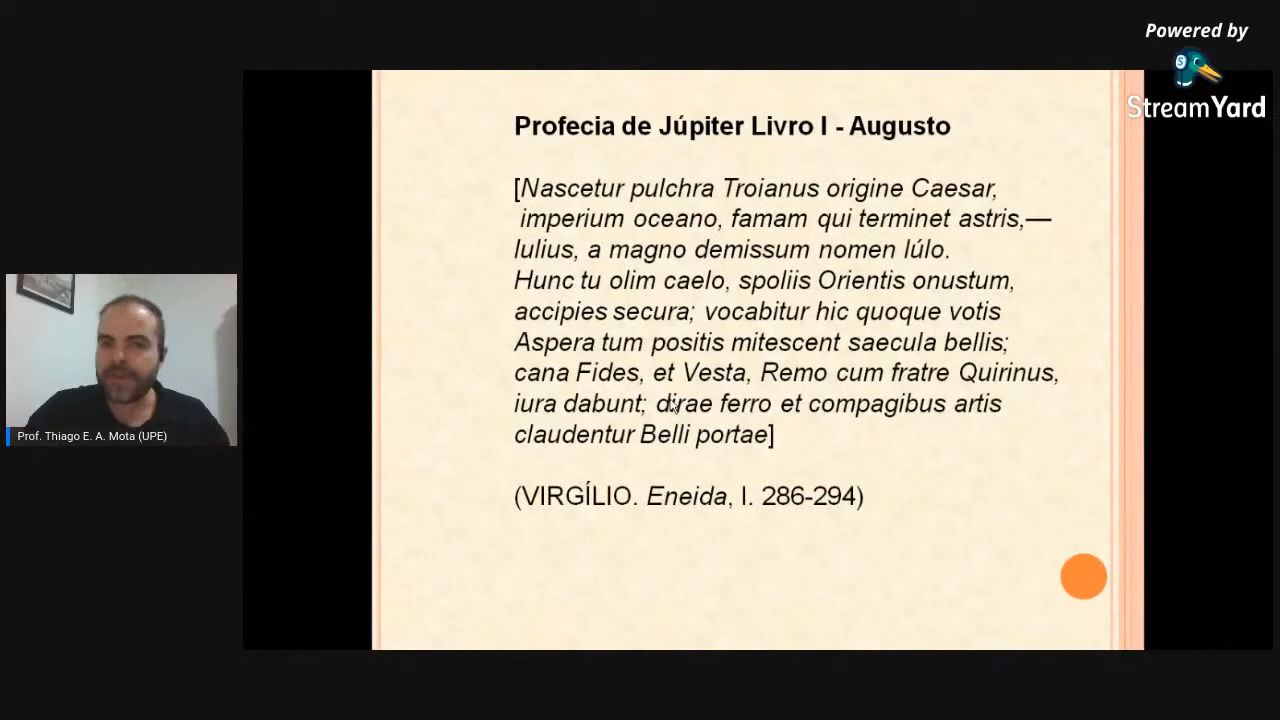 Powered by
StreamYard
Profecia de Júpiter Livro I - Augusto
[Nascetur pulchra Troianus origine Caesar,
imperium oceano, famam qui terminet astris,—
Iulius, a magno demissum nomen Iúlo.
Hunc tu olim caelo, spoliis Orientis onustum,
accipies secura; vocabitur hic quoque votis
Aspera tum positis mitescent saecula bellis;
cana Fides, et Vesta, Remo cum fratre Quirinus,
iura dabunt; dirae ferro et compagibus artis
claudentur Belli portae]
(VIRGÍLIO. Eneida, I. 286-294)
Prof. Thiago E. A. Mota (UPE)